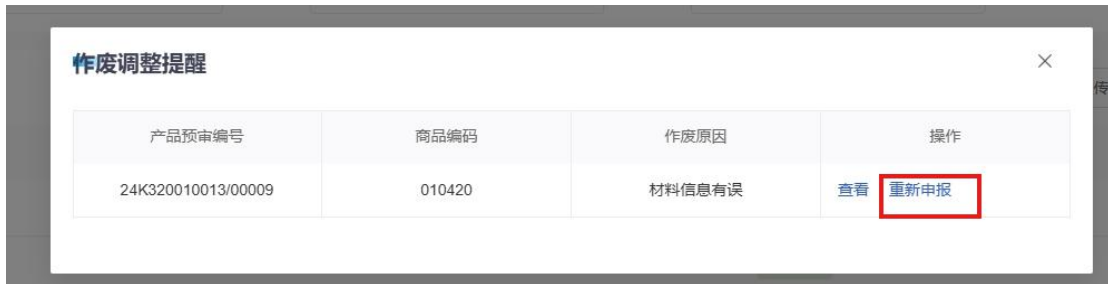 作废调整提醒
传
产品预审编号 商品编码 作废原因 操作
24K320010013/00009 010420 材料信息有误 查看 重新申报